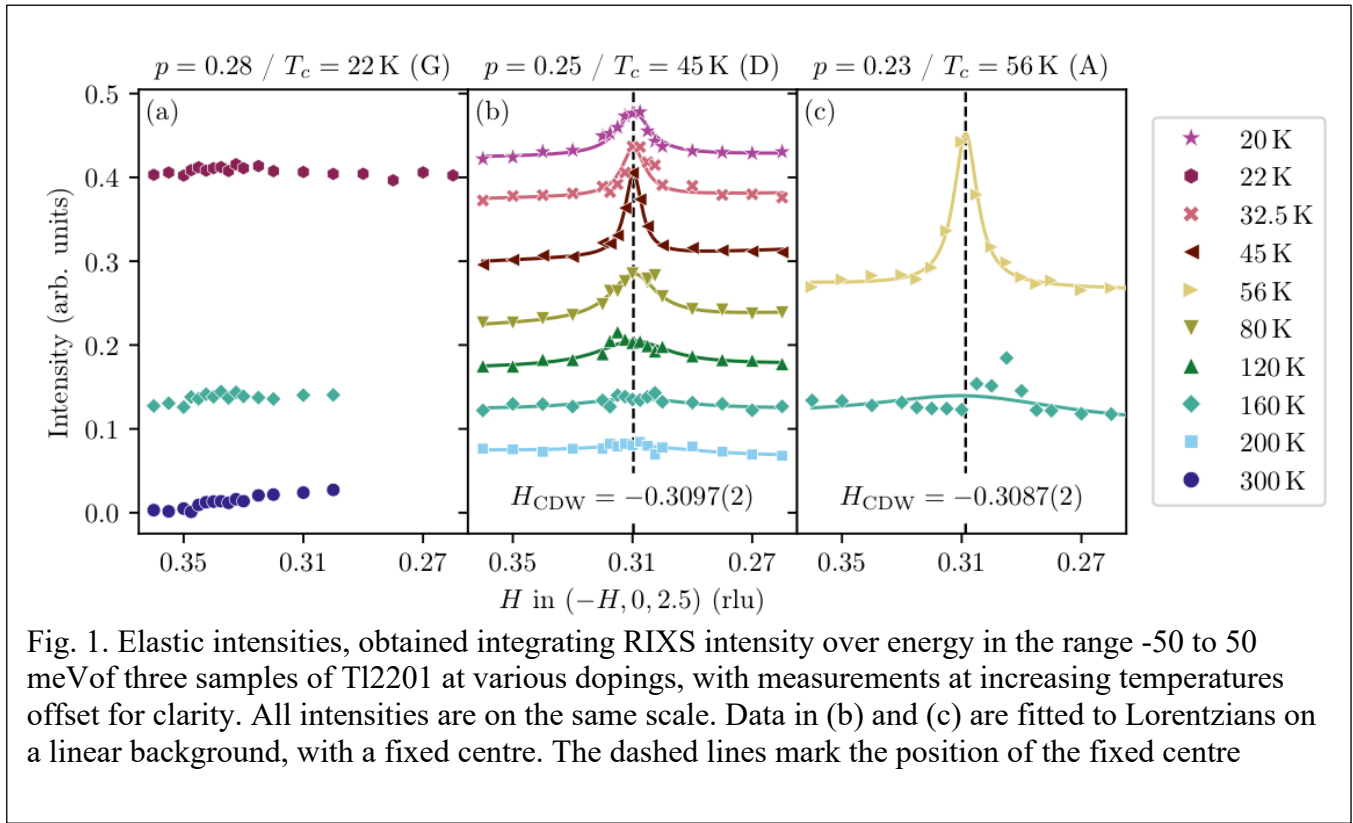 p = 0.28 / T_c = 22 K (G)
p = 0.25 / T_c = 45 K (D)
p = 0.23 / T_c = 56 K (A)
(a)
(b)
(c)
Intensity (arb. units)
0.5
0.4
0.3
0.2
0.1
0.0
H_CDW = −0.3097(2)
H_CDW = −0.3087(2)
0.35 0.31 0.27
0.35 0.31 0.27
0.35 0.31 0.27
H in (−H, 0, 2.5) (rlu)
20 K
22 K
32.5 K
45 K
56 K
80 K
120 K
160 K
200 K
300 K
Fig. 1. Elastic intensities, obtained integrating RIXS intensity over energy in the range -50 to 50
meVof three samples of Tl2201 at various dopings, with measurements at increasing temperatures
offset for clarity. All intensities are on the same scale. Data in (b) and (c) are fitted to Lorentzians on
a linear background, with a fixed centre. The dashed lines mark the position of the fixed centre